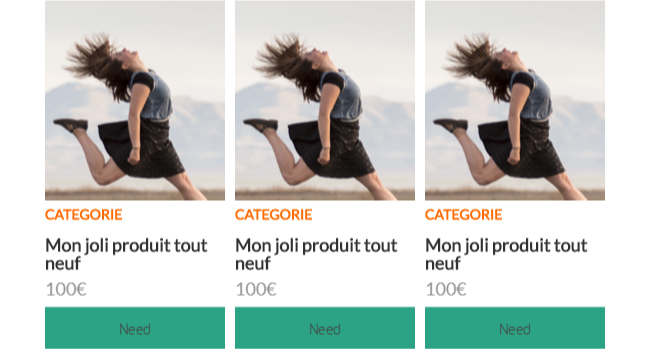 CATEGORIE
Mon joli produit tout
neuf
100€
Need
CATEGORIE
Mon joli produit tout
neuf
100€
Need
CATEGORIE
Mon joli produit tout
neuf
100€
Need